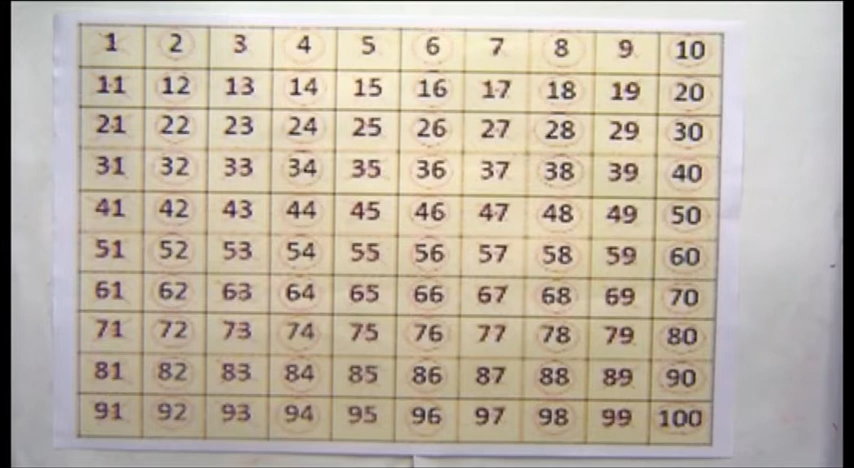 1 2 3 4 5 6 7 8 9 10
11 12 13 14 15 16 17 18 19 20
21 22 23 24 25 26 27 28 29 30
31 32 33 34 35 36 37 38 39 40
41 42 43 44 45 46 47 48 49 50
51 52 53 54 55 56 57 58 59 60
61 62 63 64 65 66 67 68 69 70
71 72 73 74 75 76 77 78 79 80
81 82 83 84 85 86 87 88 89 90
91 92 93 94 95 96 97 98 99 100